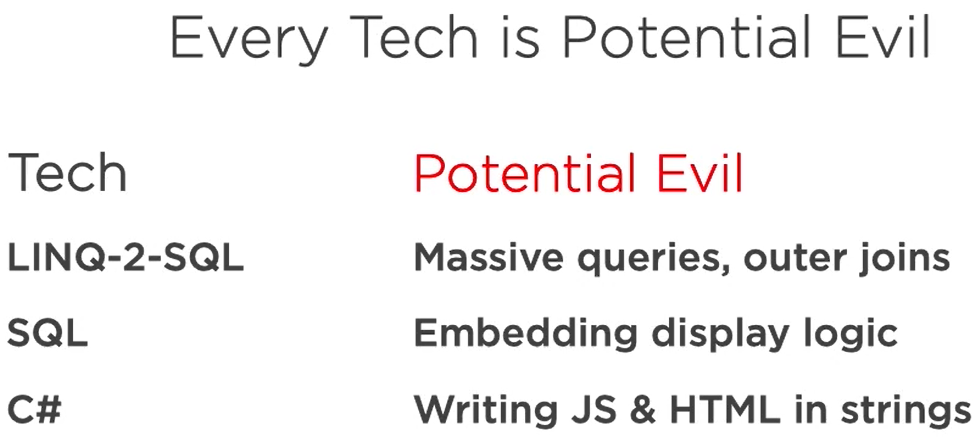 Every Tech is Potential Evil
Tech Potential Evil
LINQ-2-SQL Massive queries, outer joins
SQL Embedding display logic
C# Writing JS & HTML in strings